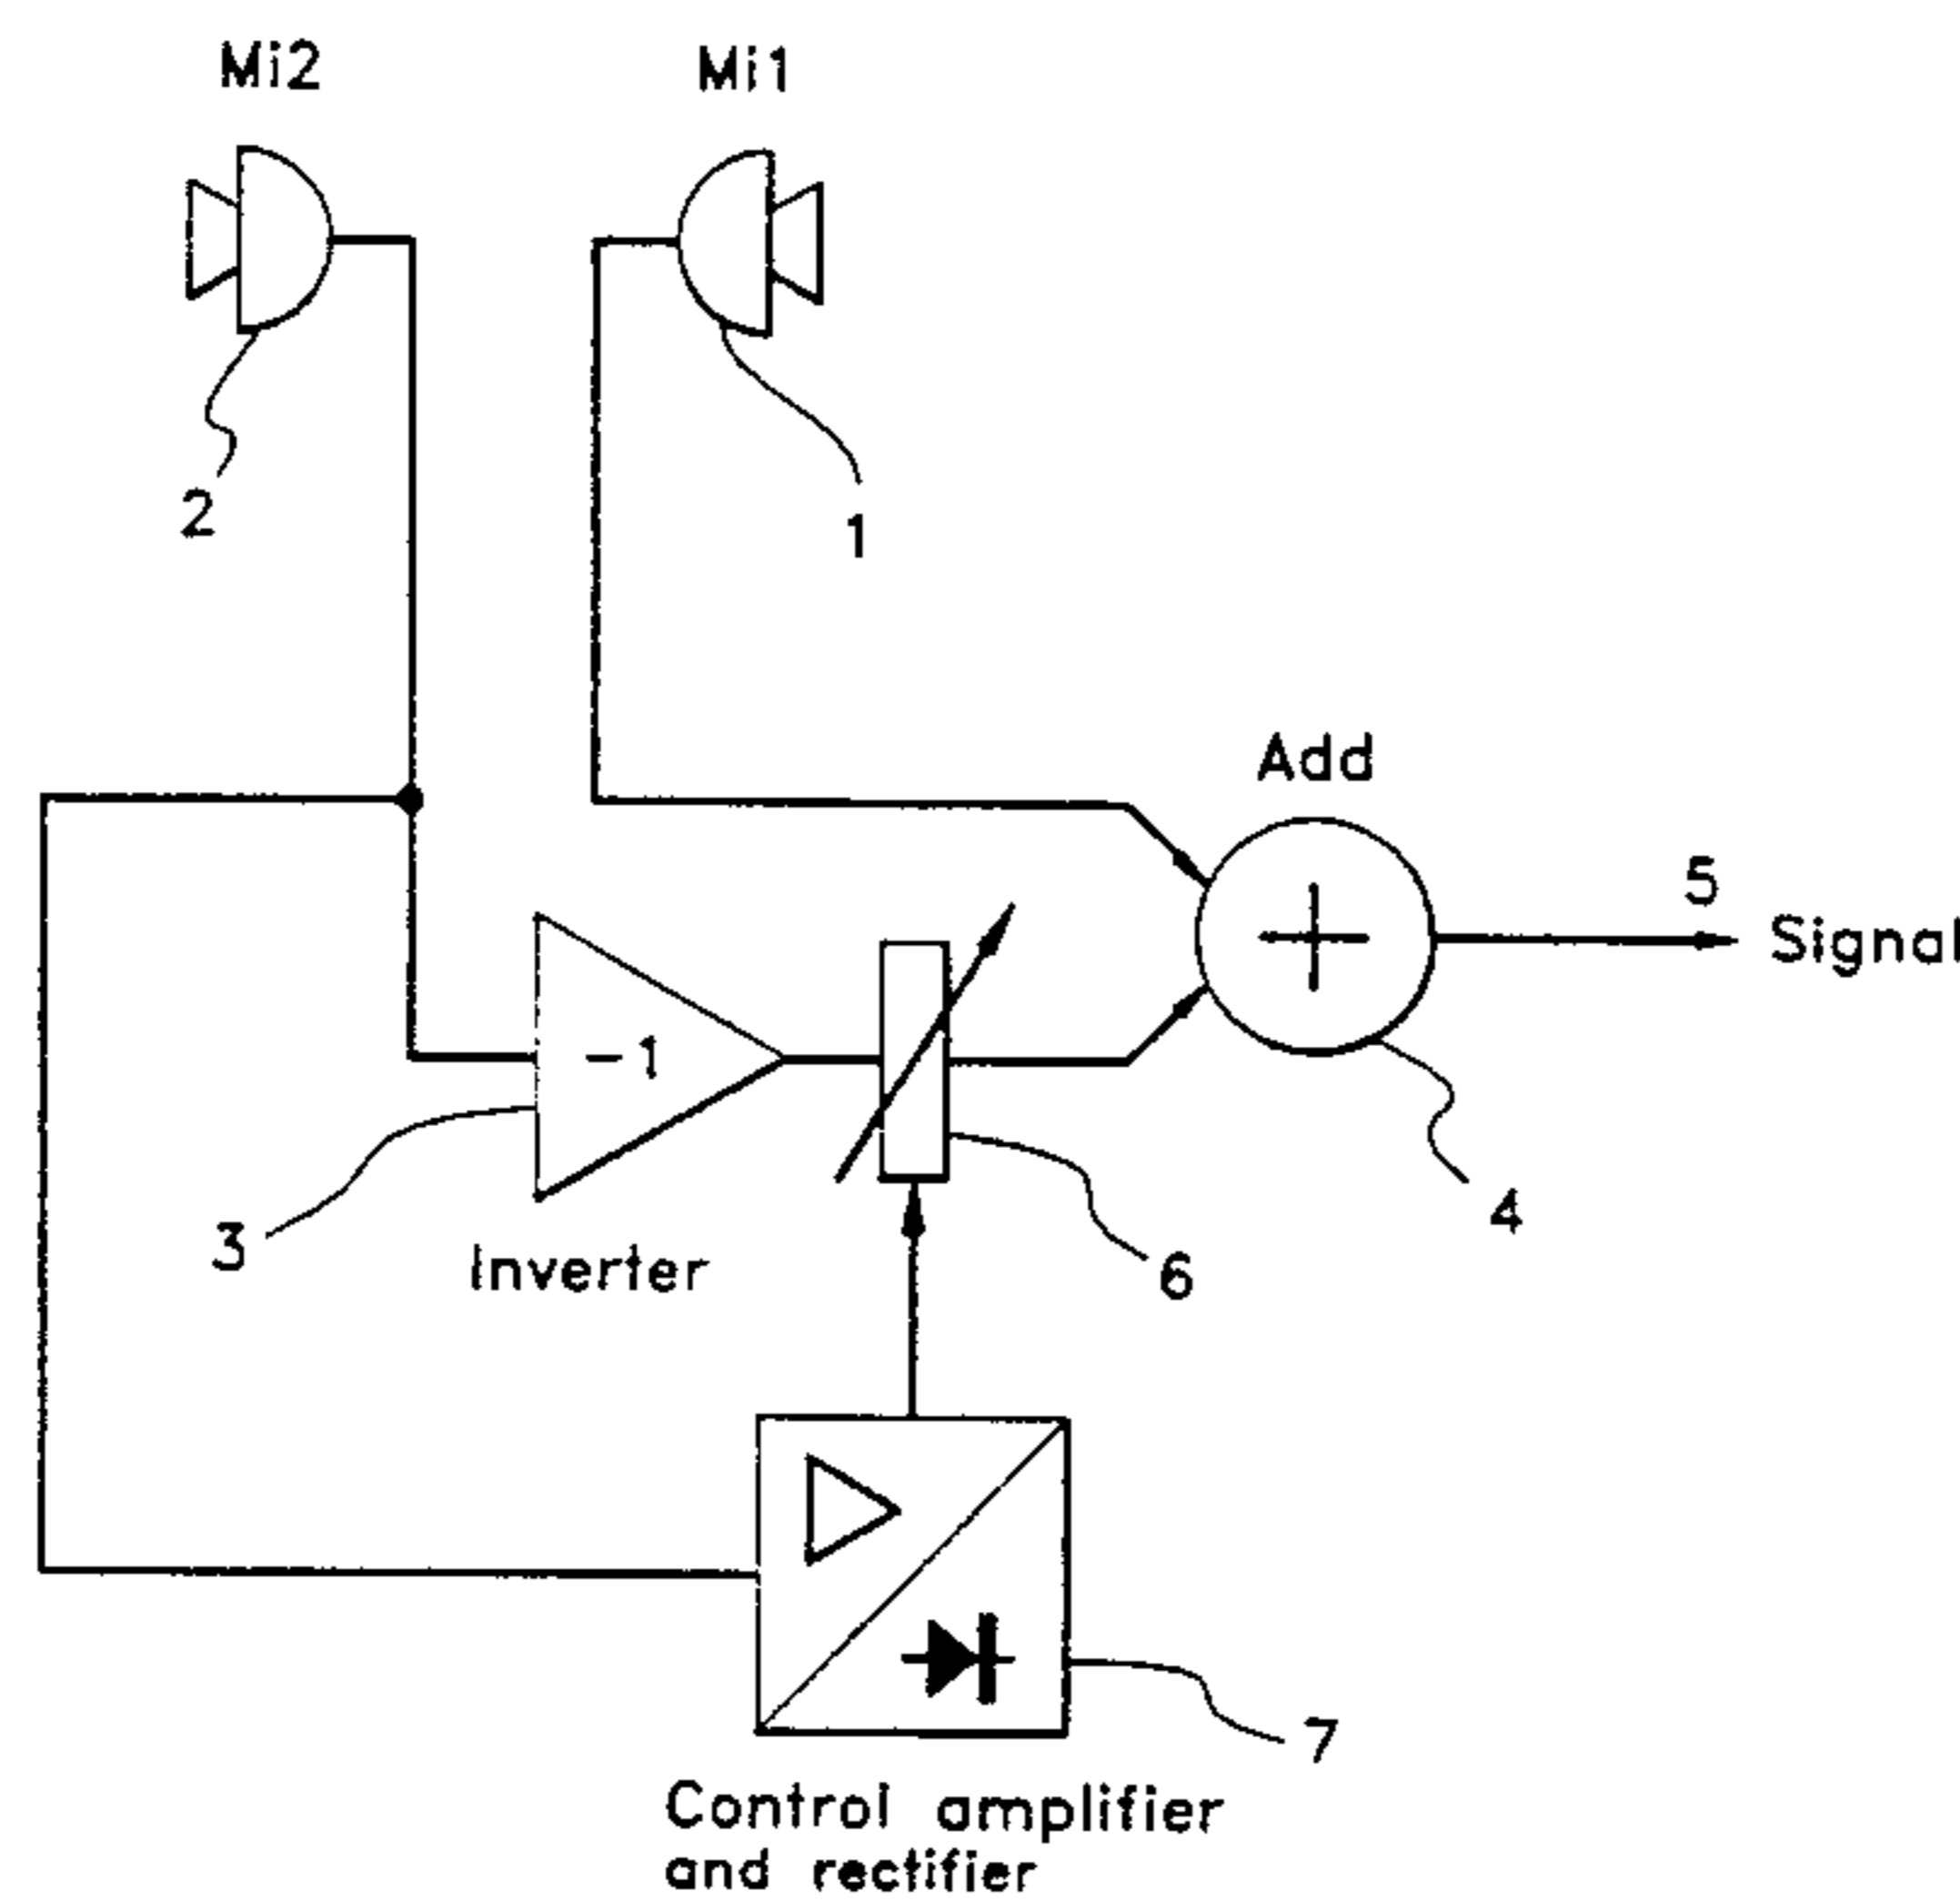 Mi2
Mi1
2
1
Add
5
Signal
-1
3
Inverter
6
4
7
Control amplifier
and rectifier